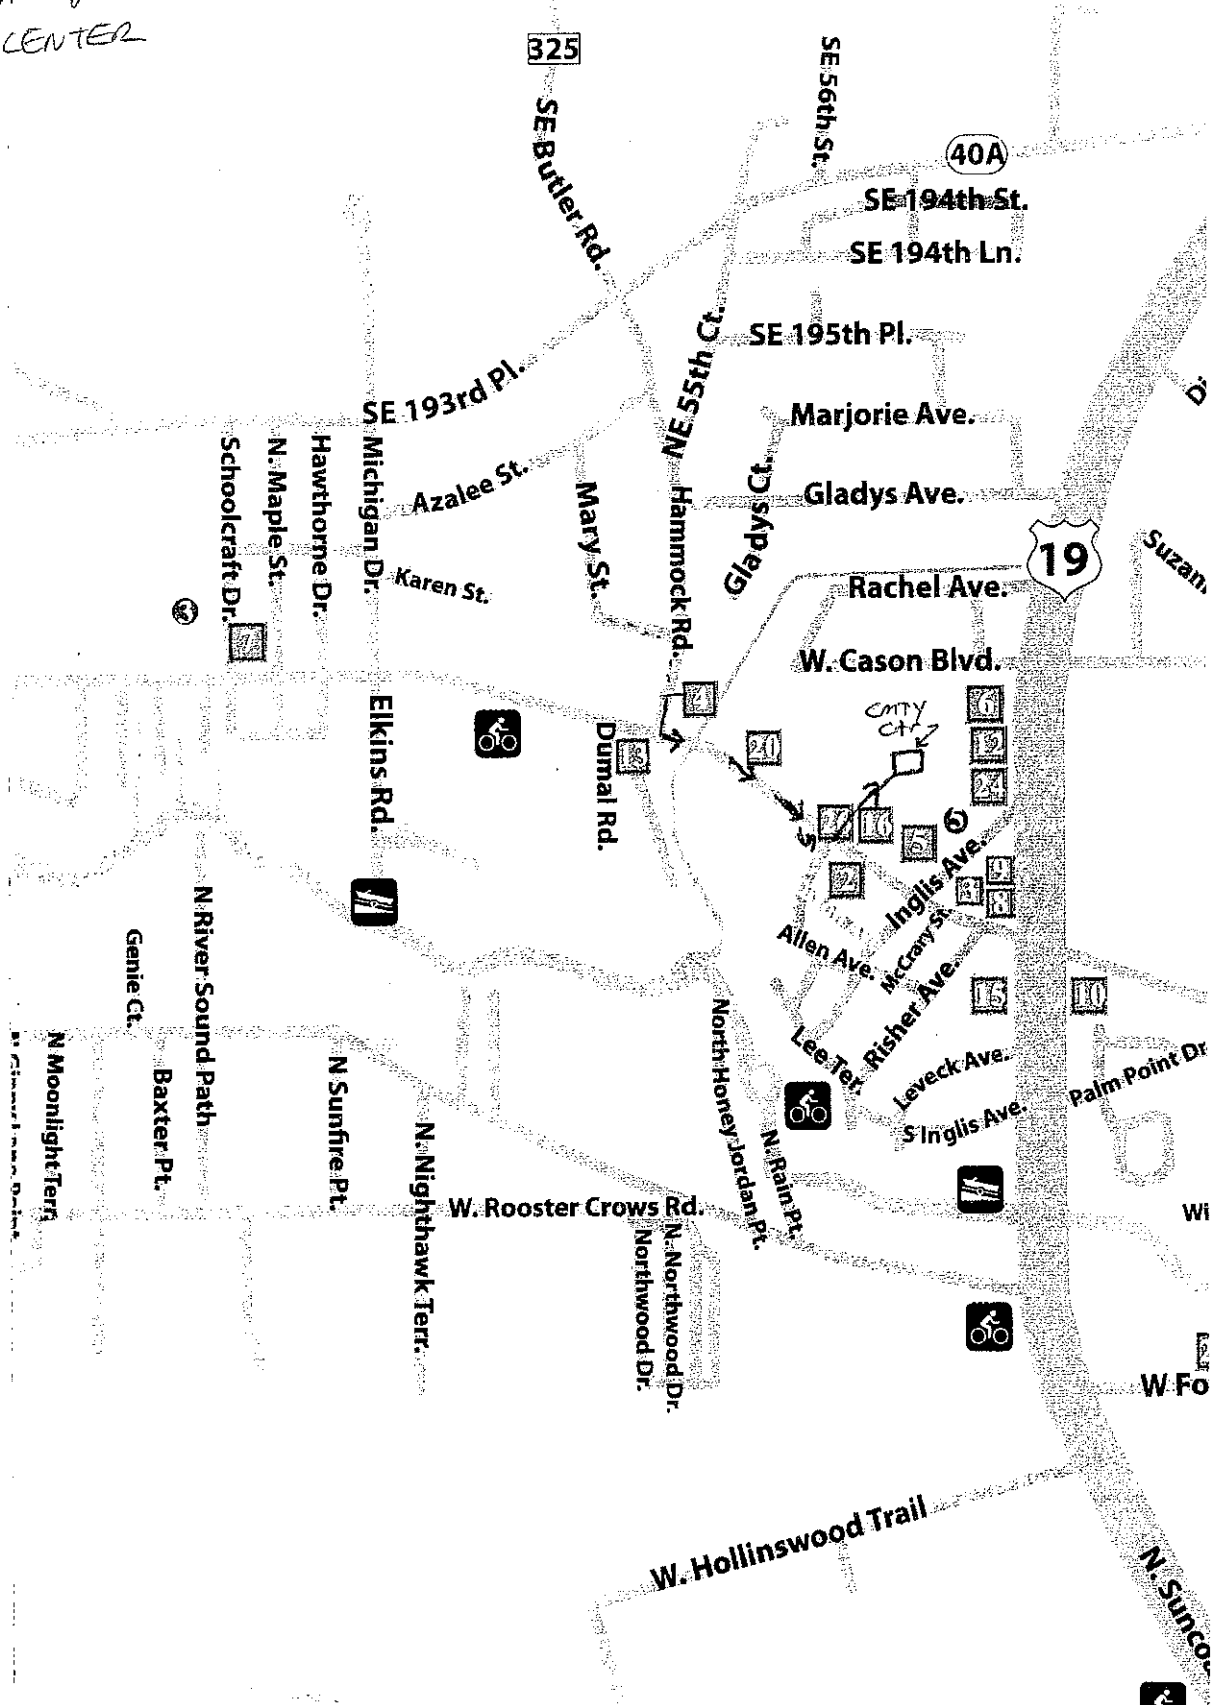 CENTER
325
SE 56th St.
SE Butler Rd.
40A
SE 194th St.
SE 194th Ln.
NE 55th Ct.
SE 195th Pl.
SE 193rd Pl.
Marjorie Ave.
Schoolcraft Dr.
N. Maple St.
Hawthorne Dr.
Michigan Dr.
Azalee St.
Mary St.
Hammock Rd.
Gladys Ct.
Gladys Ave.
19
Suzan
Karen St.
Rachel Ave.
7
W. Cason Blvd.
4
CMTY
Ctr
6
12
24
Elkins Rd.
Dumal Rd.
20
16
5
Inglis Ave.
9
3
8
2
N River Sound Path
Genie Ct.
Allen Ave.
McCrary St.
Risher Ave.
15
10
N Moonlight Terr.
Baxter Pt.
N Sunfire Pt.
North Honey Jordan Pt.
Lee Ter.
Leveck Ave.
Palm Point Dr
S Inglis Ave.
N. Nighthawk Terr.
N. Rain Pt.
W. Rooster Crows Rd.
Wi
Northwood Dr.
N. Northwood Dr.
W Fo
W. Hollinswood Trail
N. Sunco